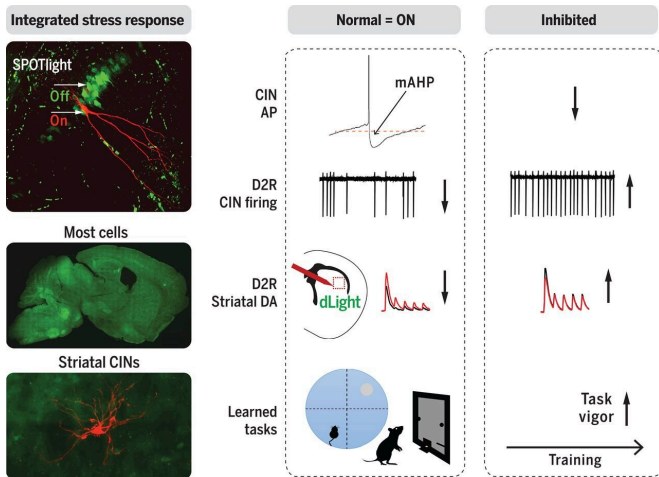 Integrated stress response
Normal = ON
Inhibited
SPOTlight
Off
On
Most cells
Striatal CINs
CIN
AP
mAHP
D2R
CIN firing
D2R
Striatal DA
dLight
Learned
tasks
Task
vigor
Training